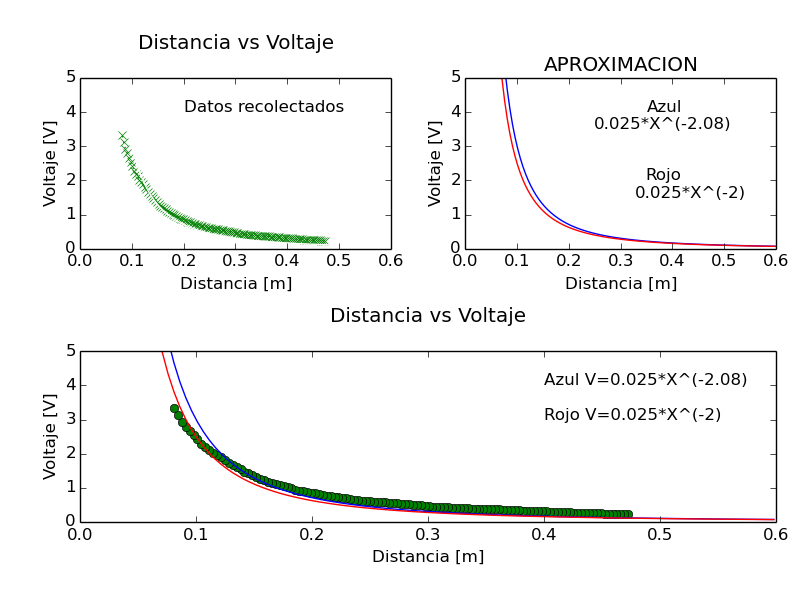 Distancia vs Voltaje
Datos recolectados
Voltaje [V]
5
4
3
2
1
0
0.0 0.1 0.2 0.3 0.4 0.5 0.6
Distancia [m]
APROXIMACION
Azul
0.025*X^(-2.08)
Rojo
0.025*X^(-2)
Voltaje [V]
5
4
3
2
1
0
0.0 0.1 0.2 0.3 0.4 0.5 0.6
Distancia [m]
Distancia vs Voltaje
Azul V=0.025*X^(-2.08)
Rojo V=0.025*X^(-2)
Voltaje [V]
5
4
3
2
1
0
0.0 0.1 0.2 0.3 0.4 0.5 0.6
Distancia [m]